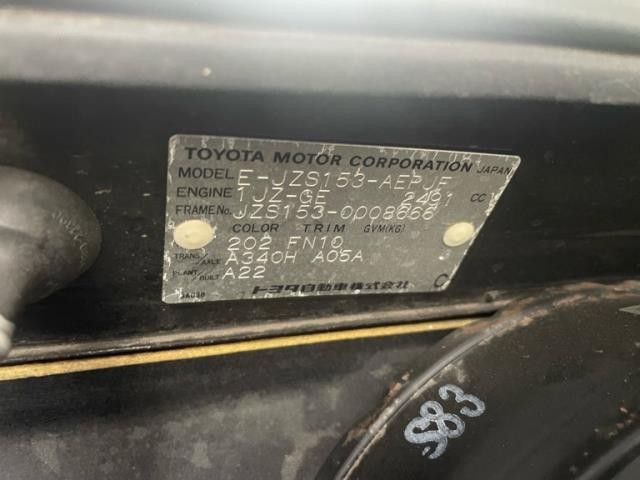 TOYOTA MOTOR CORPORATION JAPAN
MODEL E-JZS153-AEPJF
ENGINE 1JZ-GE 2491 CC
FRAME No. JZS153-0008666
COLOR TRIM GVM(KG)
202 FN10
TRANS./AXLE A340H A05A
PLANT/BUILT A22
トヨタ自動車株式会社 C
583